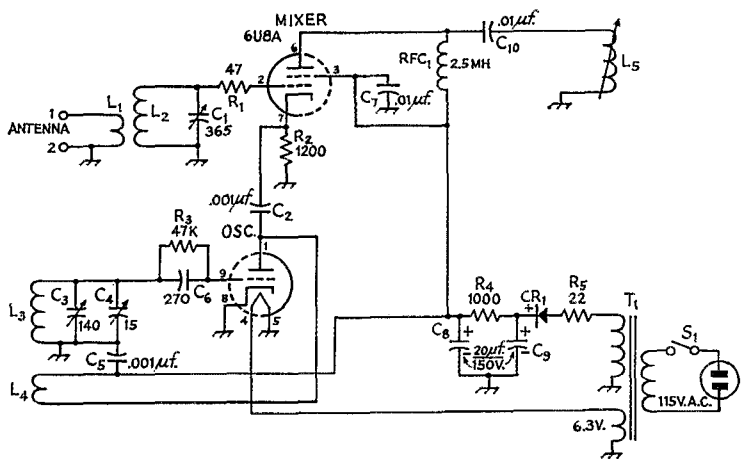 MIXER
6U8A
6
2
3
7
47
R1
L1
L2
C1
365
1
ANTENNA
2
R2
1200
C7
.01μf.
RFC1
2.5MH
.01μf.
C10
L5
.001μf.
C2
OSC.
1
9
8
4
5
R3
47K
270
C6
L3
C3
140
C4
15
C5
.001μf.
L4
R4
1000
CR1
+
R5
22
T1
S1
C8
+
20μf.
150V.
+
C9
115V.A.C.
6.3V.